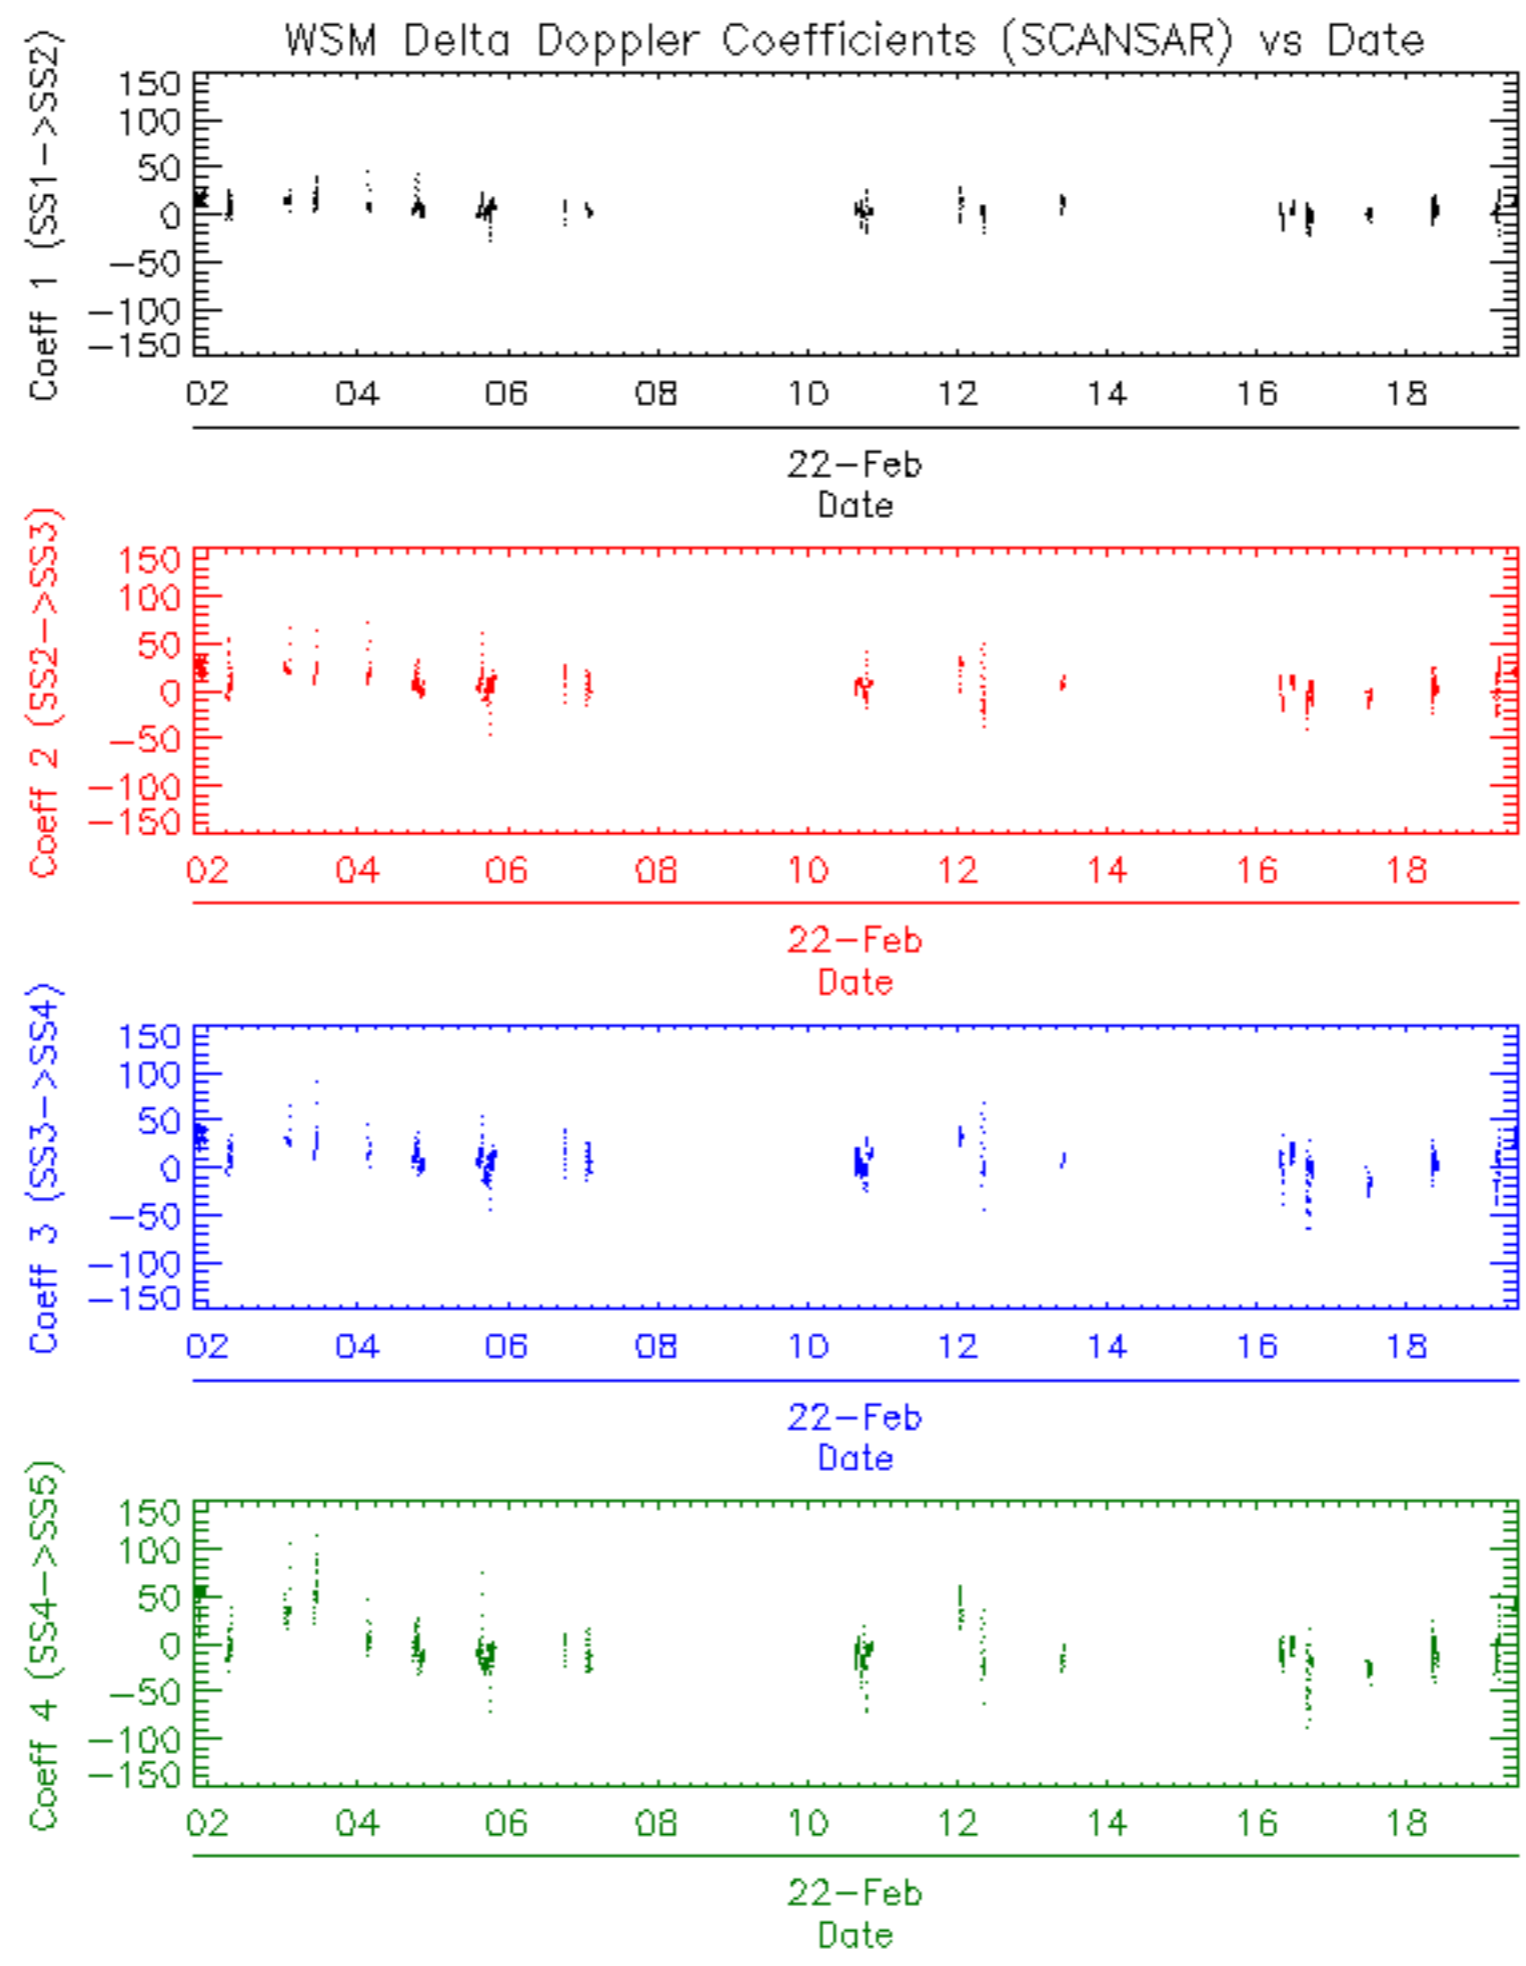 WSM Delta Doppler Coefficients (SCANSAR) vs Date
Coeff 1 (SS1->SS2)
150
100
50
0
-50
-100
-150
02 04 06 08 10 12 14 16 18
22-Feb
Date
Coeff 2 (SS2->SS3)
150
100
50
0
-50
-100
-150
02 04 06 08 10 12 14 16 18
22-Feb
Date
Coeff 3 (SS3->SS4)
150
100
50
0
-50
-100
-150
02 04 06 08 10 12 14 16 18
22-Feb
Date
Coeff 4 (SS4->SS5)
150
100
50
0
-50
-100
-150
02 04 06 08 10 12 14 16 18
22-Feb
Date